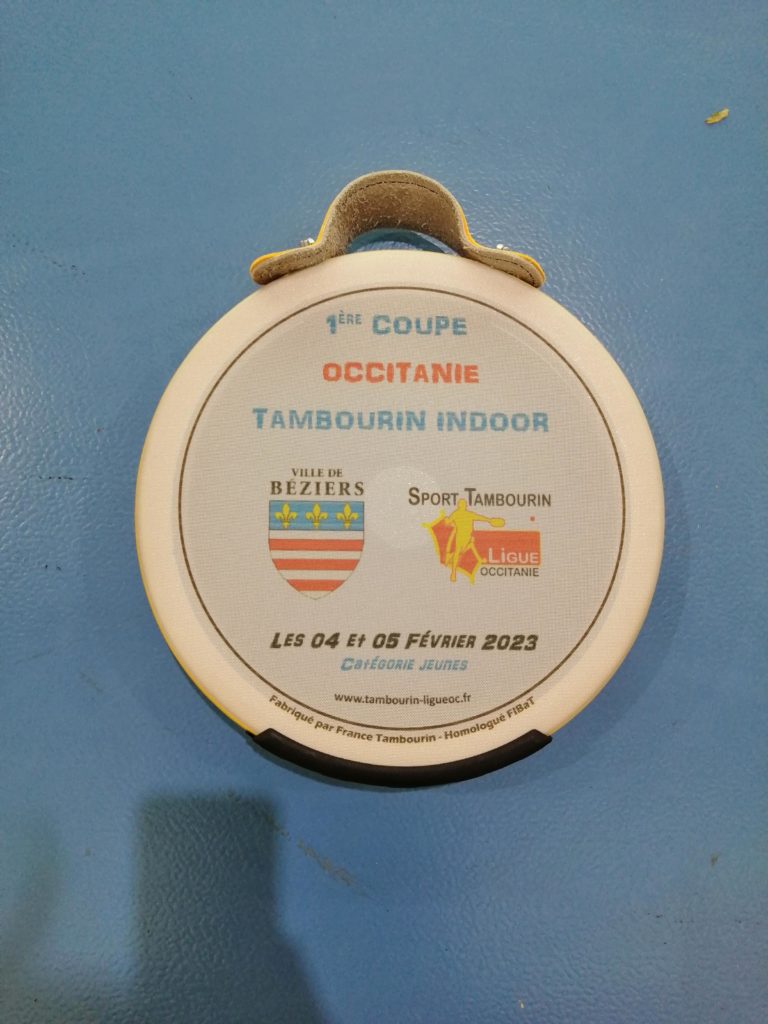 1ÈRE COUPE
OCCITANIE
TAMBOURIN INDOOR
VILLE DE
BÉZIERS
SPORT TAMBOURIN
LIGUE
OCCITANIE
LES 04 ET 05 FÉVRIER 2023
CATÉGORIE JEUNES
www.tambourin-ligueoc.fr
Fabriqué par France Tambourin - Homologué FIBaT